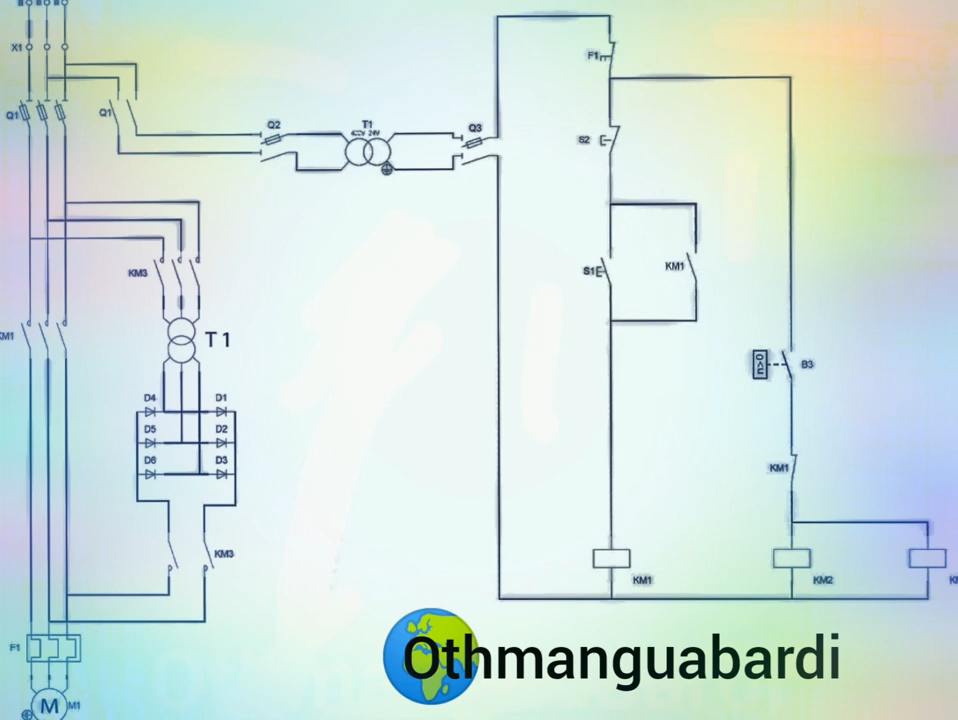 X1
Q1
Q1
Q2
T1
Q3
F1
S2
KM3
S1
KM1
KM1
T 1
B3
D4
D1
D5
D2
D6
D3
KM1
KM3
KM1
KM2
F1
Othmanguabardi
M
M1